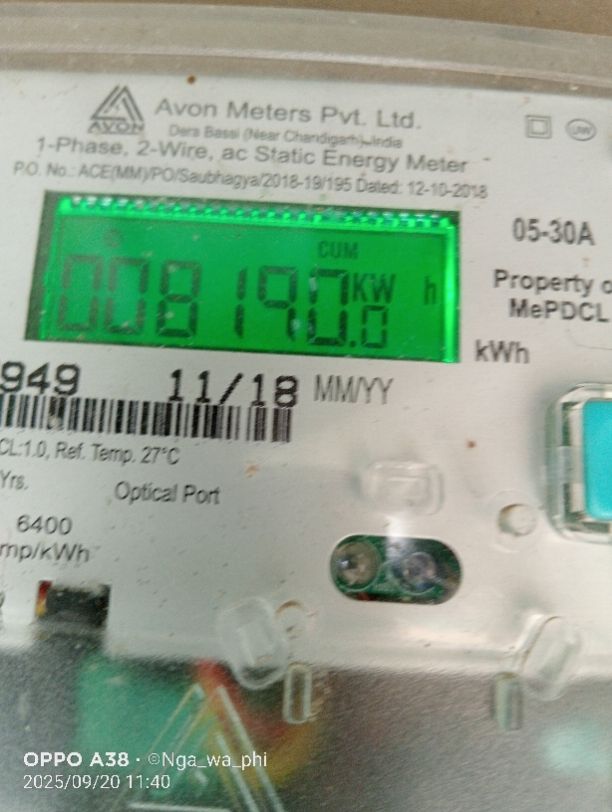 Avon Meters Pvt. Ltd.
AVON
Dera Bassi (Near Chandigarh)-India
1-Phase, 2-Wire, ac Static Energy Meter
P.O. No.: ACE(MM)/PO/Saubhagya/2018-19/195 Dated: 12-10-2018
05-30A
CUM
008190.0 KW h
Property o
MePDCL
kWh
949 11/18 MM/YY
CL:1.0, Ref. Temp. 27°C
Yrs. Optical Port
6400
mp/kWh
OPPO A38 · ©Nga_wa_phi
2025/09/20 11:40